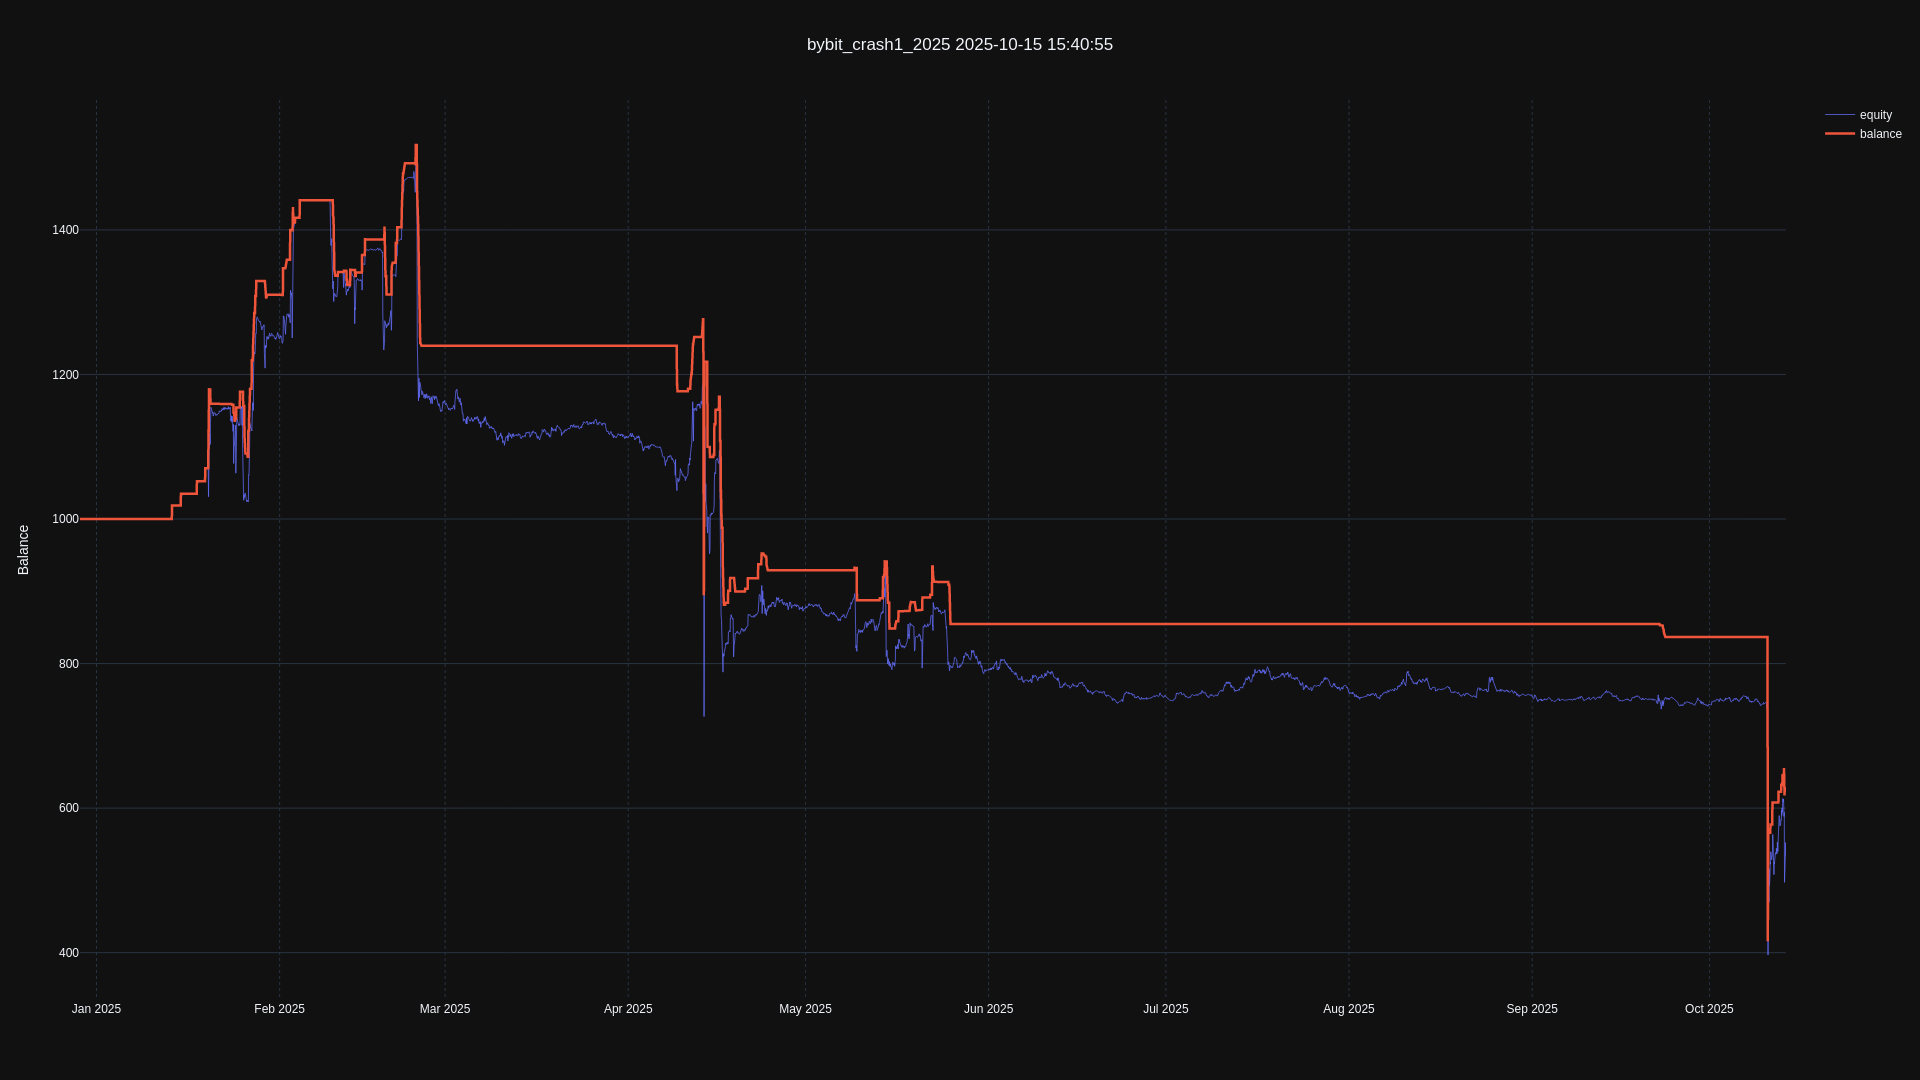 bybit_crash1_2025 2025-10-15 15:40:55
equity
balance
Balance
1400
1200
1000
800
600
400
Jan 2025
Feb 2025
Mar 2025
Apr 2025
May 2025
Jun 2025
Jul 2025
Aug 2025
Sep 2025
Oct 2025